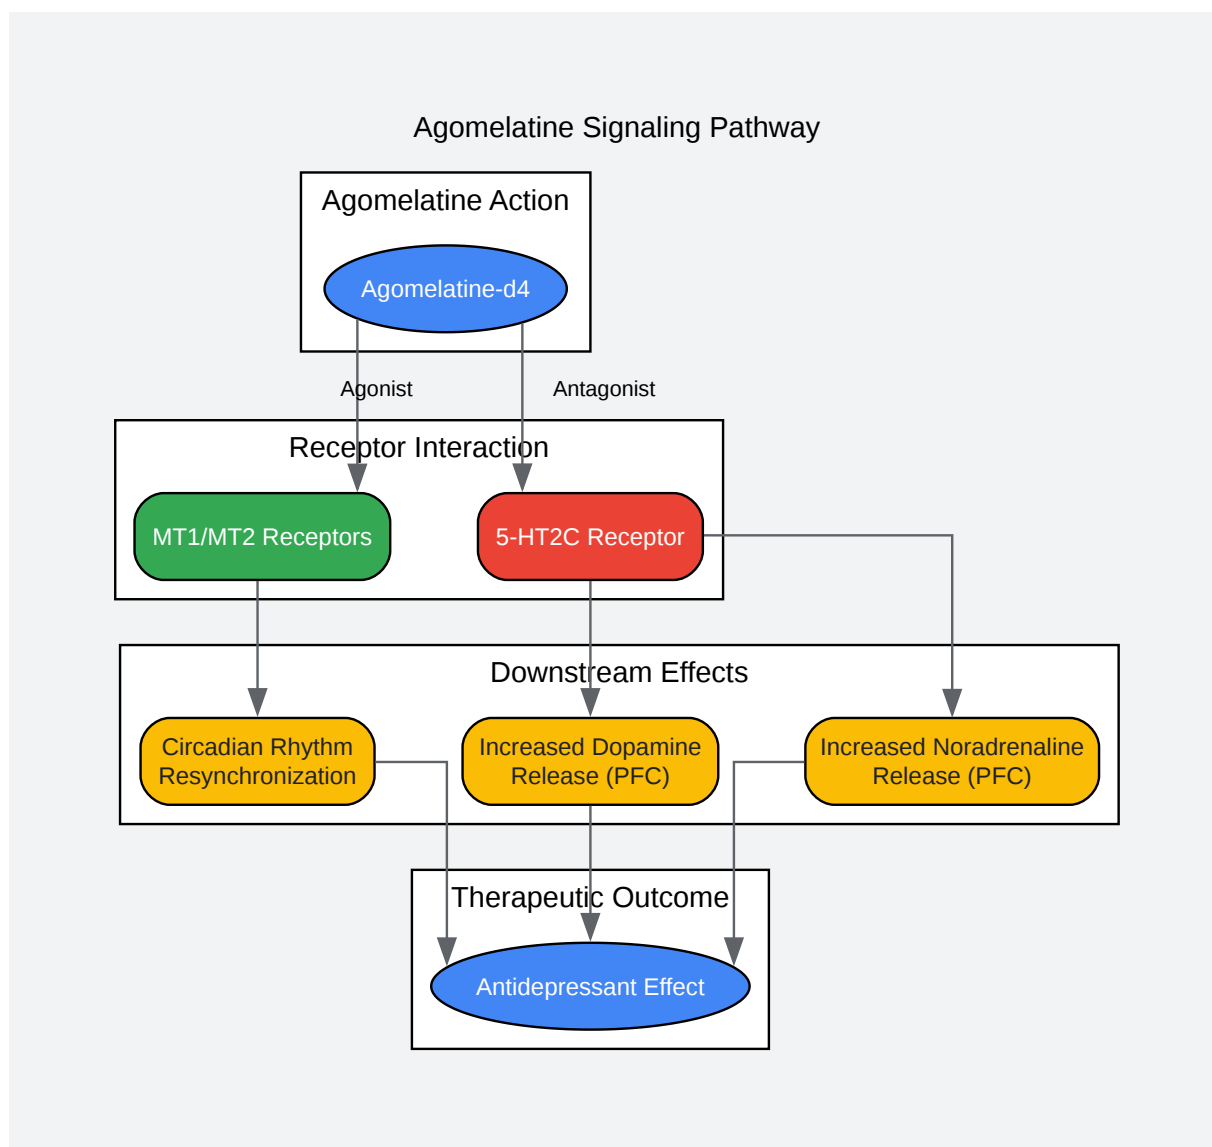 Agomelatine Signaling Pathway
Agomelatine Action
Agomelatine-d4
Agonist
Antagonist
Receptor Interaction
MT1/MT2 Receptors
5-HT2C Receptor
Downstream Effects
Circadian Rhythm
Resynchronization
Increased Dopamine
Release (PFC)
Increased Noradrenaline
Release (PFC)
Therapeutic Outcome
Antidepressant Effect